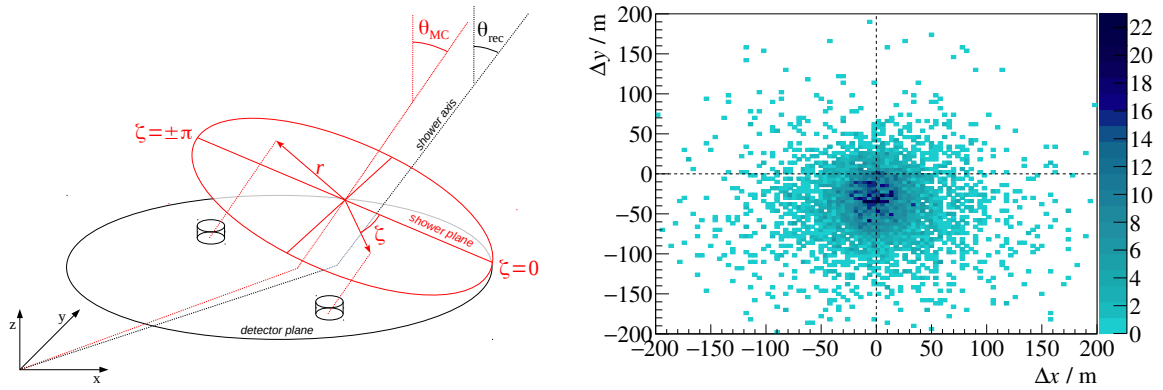 θMC
θrec
shower axis
ζ=±π
r
shower plane
ζ
ζ=0
detector plane
z
y
x
Δy / m
200
150
100
50
0
−50
−100
−150
−200
−200 −150 −100 −50 0 50 100 150 200
Δx / m
22
20
18
16
14
12
10
8
6
4
2
0